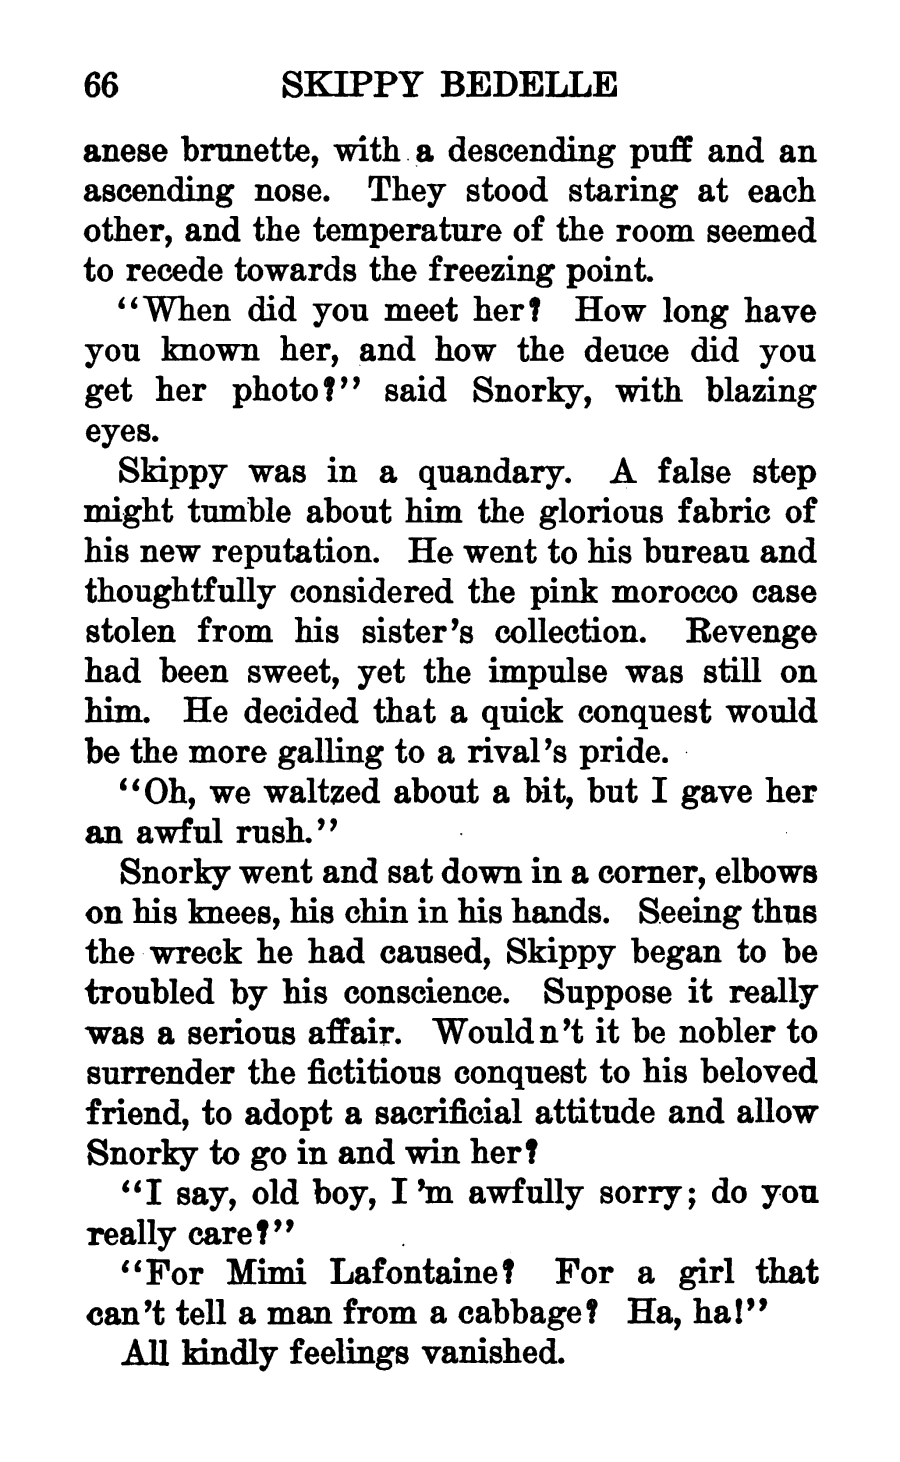 66 SKIPPY BEDELLE
anese brunette, with a descending puff and an
ascending nose. They stood staring at each
other, and the temperature of the room seemed
to recede towards the freezing point.
"When did you meet her? How long have
you known her, and how the deuce did you
get her photo?" said Snorky, with blazing
eyes.
Skippy was in a quandary. A false step
might tumble about him the glorious fabric of
his new reputation. He went to his bureau and
thoughtfully considered the pink morocco case
stolen from his sister's collection. Revenge
had been sweet, yet the impulse was still on
him. He decided that a quick conquest would
be the more galling to a rival's pride.
"Oh, we waltzed about a bit, but I gave her
an awful rush."
Snorky went and sat down in a corner, elbows
on his knees, his chin in his hands. Seeing thus
the wreck he had caused, Skippy began to be
troubled by his conscience. Suppose it really
was a serious affair. Wouldn't it be nobler to
surrender the fictitious conquest to his beloved
friend, to adopt a sacrificial attitude and allow
Snorky to go in and win her?
"I say, old boy, I'm awfully sorry; do you
really care?"
"For Mimi Lafontaine? For a girl that
can't tell a man from a cabbage? Ha, ha!"
All kindly feelings vanished.